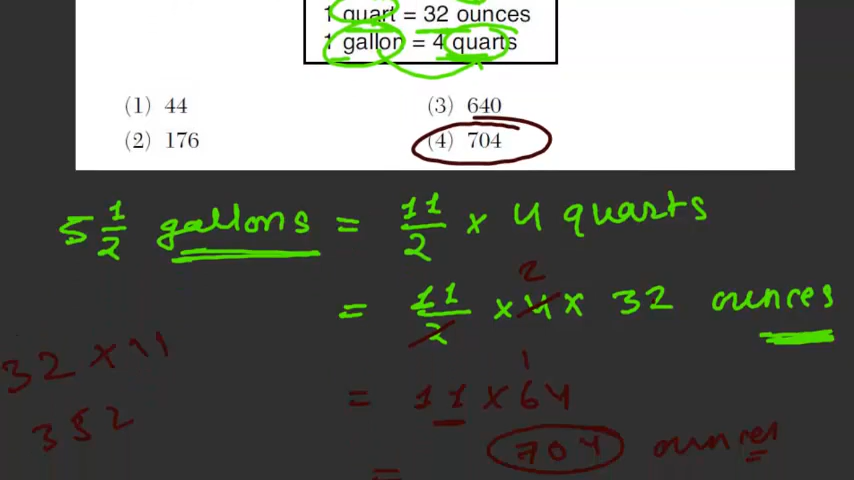 1 quart = 32 ounces
1 gallon = 4 quarts
(1) 44
(3) 640
(2) 176
(4) 704
5 1/2 gallons = 11/2 × 4 quarts
2
= 11/2 × 4 × 32 ounces
32 × 11
1
= 11 × 64
352
704 ounces
=